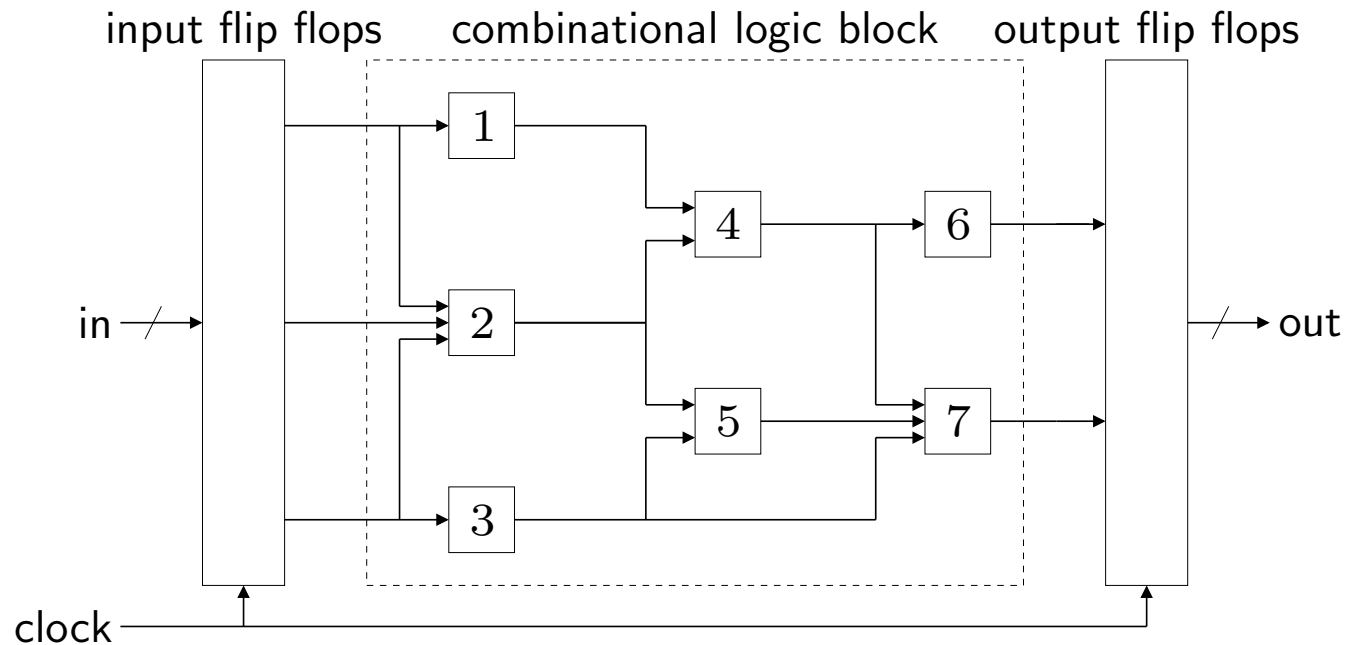 input flip flops
combinational logic block
output flip flops
1
4
6
in
2
out
5
7
3
clock